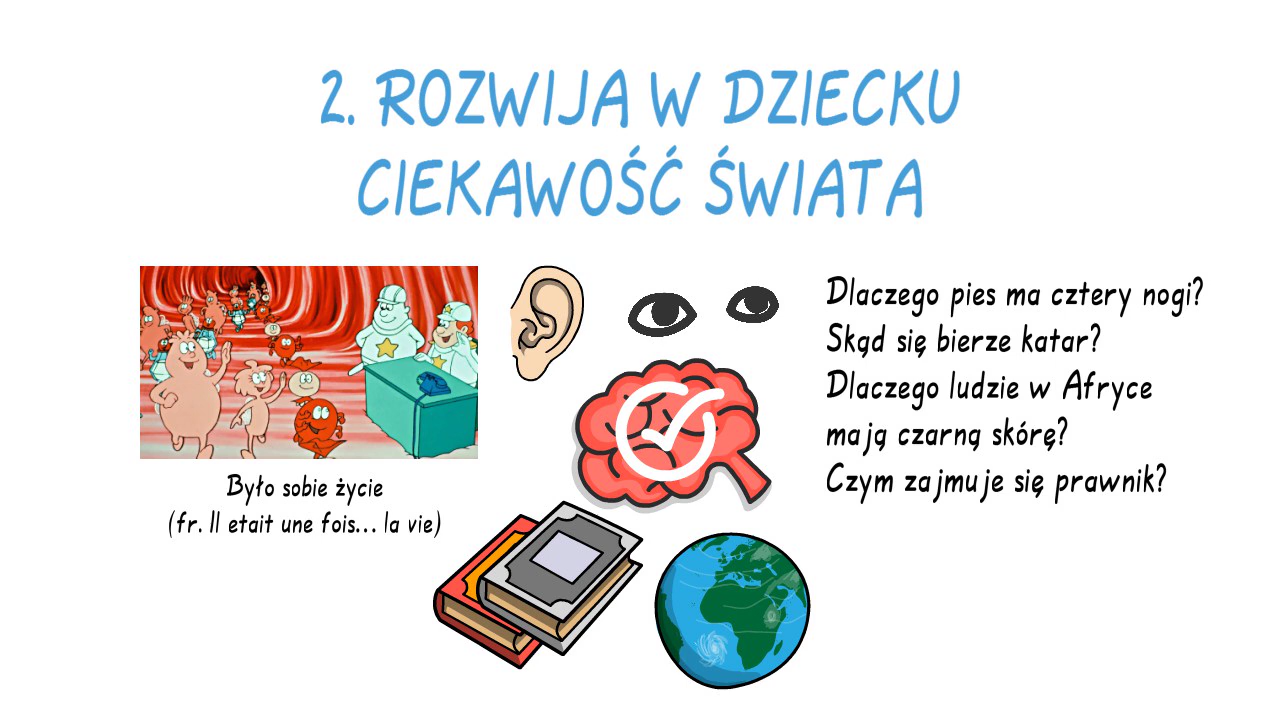 2. ROZWIJA W DZIECKU
CIEKAWOŚĆ ŚWIATA
Było sobie życie
(fr. Il etait une fois... la vie)
Dlaczego pies ma cztery nogi?
Skąd się bierze katar?
Dlaczego ludzie w Afryce
mają czarną skórę?
Czym zajmuje się prawnik?